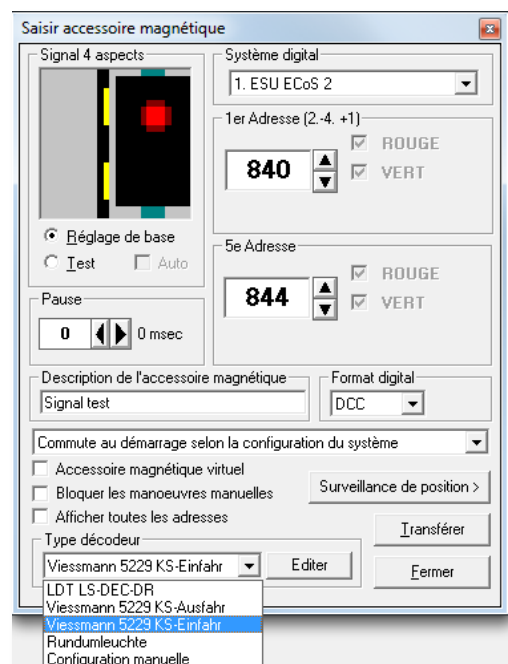 Saisir accessoire magnétique
Signal 4 aspects
Système digital
1. ESU ECoS 2
1er Adresse (2.-4. +1)
840
ROUGE
VERT
Réglage de base
Test
Auto
5e Adresse
844
ROUGE
VERT
Pause
0
0 msec
Description de l'accessoire magnétique
Signal test
Format digital
DCC
Commute au démarrage selon la configuration du système
Accessoire magnétique virtuel
Bloquer les manoeuvres manuelles
Afficher toutes les adresses
Surveillance de position >
Transférer
Type décodeur
Viessmann 5229 KS-Einfahr
Editer
Fermer
LDT LS-DEC-DR
Viessmann 5229 KS-Ausfahr
Viessmann 5229 KS-Einfahr
Rundumleuchte
Configuration manuelle